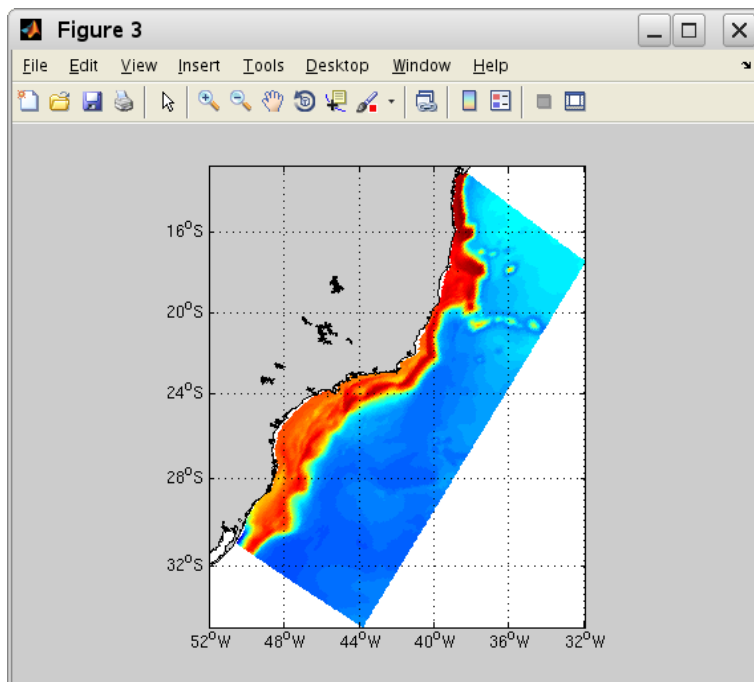 Figure 3
File Edit View Insert Tools Desktop Window Help
16°S
20°S
24°S
28°S
32°S
52°W 48°W 44°W 40°W 36°W 32°W